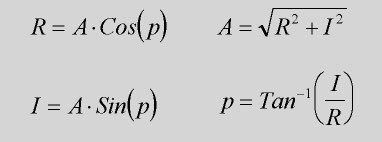 R = A·Cos(p) A = √(R² + I²)
I = A·Sin(p) p = Tan⁻¹(I/R)